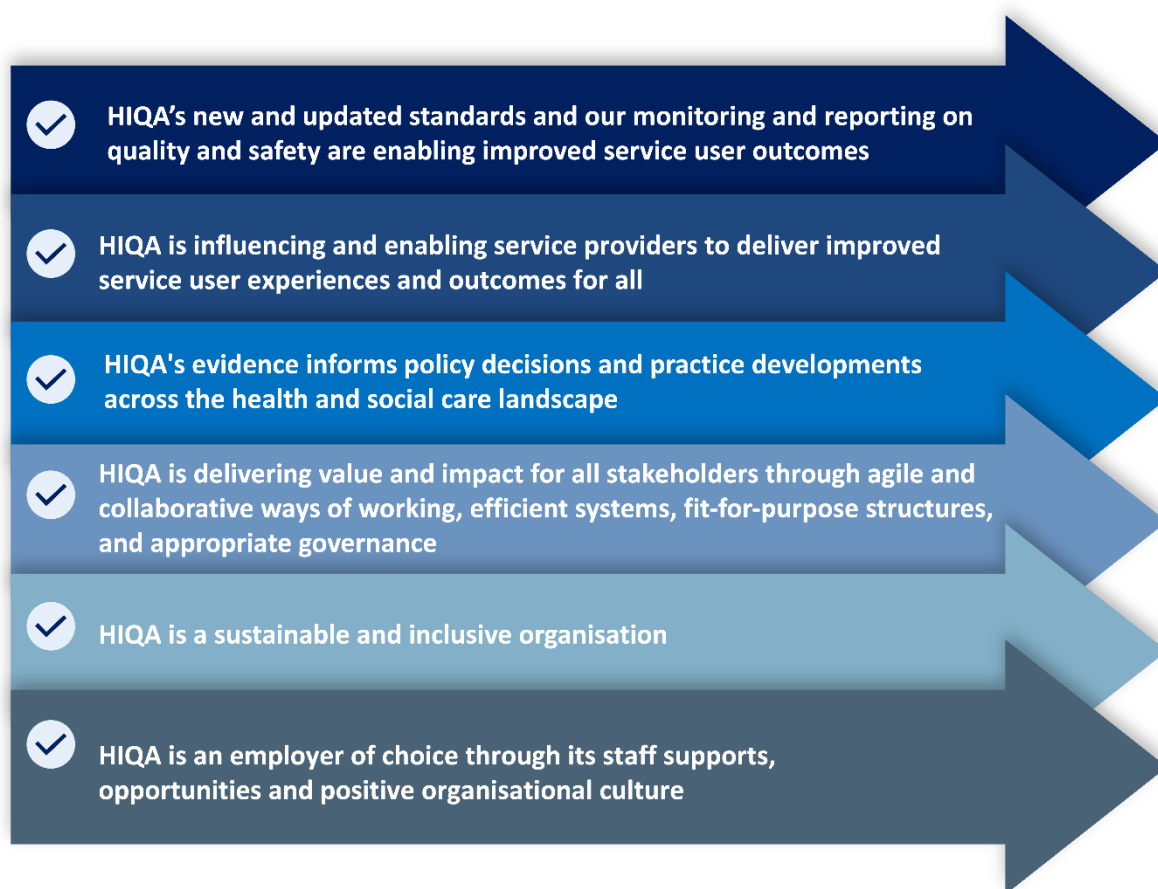 HIQA’s new and updated standards and our monitoring and reporting on
quality and safety are enabling improved service user outcomes
HIQA is influencing and enabling service providers to deliver improved
service user experiences and outcomes for all
HIQA's evidence informs policy decisions and practice developments
across the health and social care landscape
HIQA is delivering value and impact for all stakeholders through agile and
collaborative ways of working, efficient systems, fit-for-purpose structures,
and appropriate governance
HIQA is a sustainable and inclusive organisation
HIQA is an employer of choice through its staff supports,
opportunities and positive organisational culture